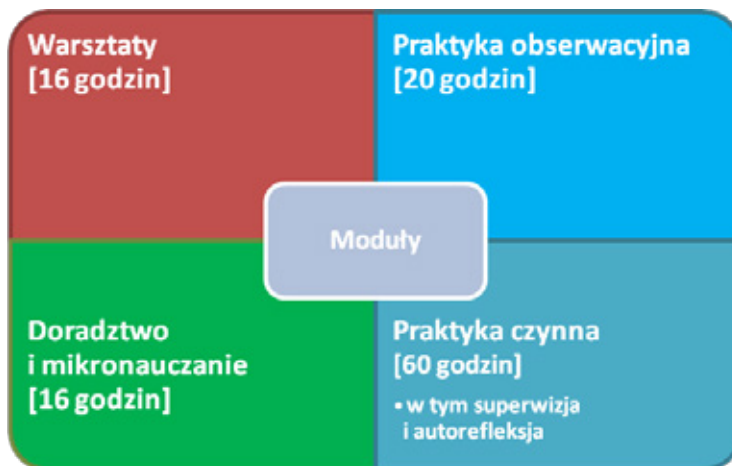 Warsztaty
[16 godzin]
Praktyka obserwacyjna
[20 godzin]
Moduły
Doradztwo
i mikronauczanie
[16 godzin]
Praktyka czynna
[60 godzin]
• w tym superwizja
i autorefleksja